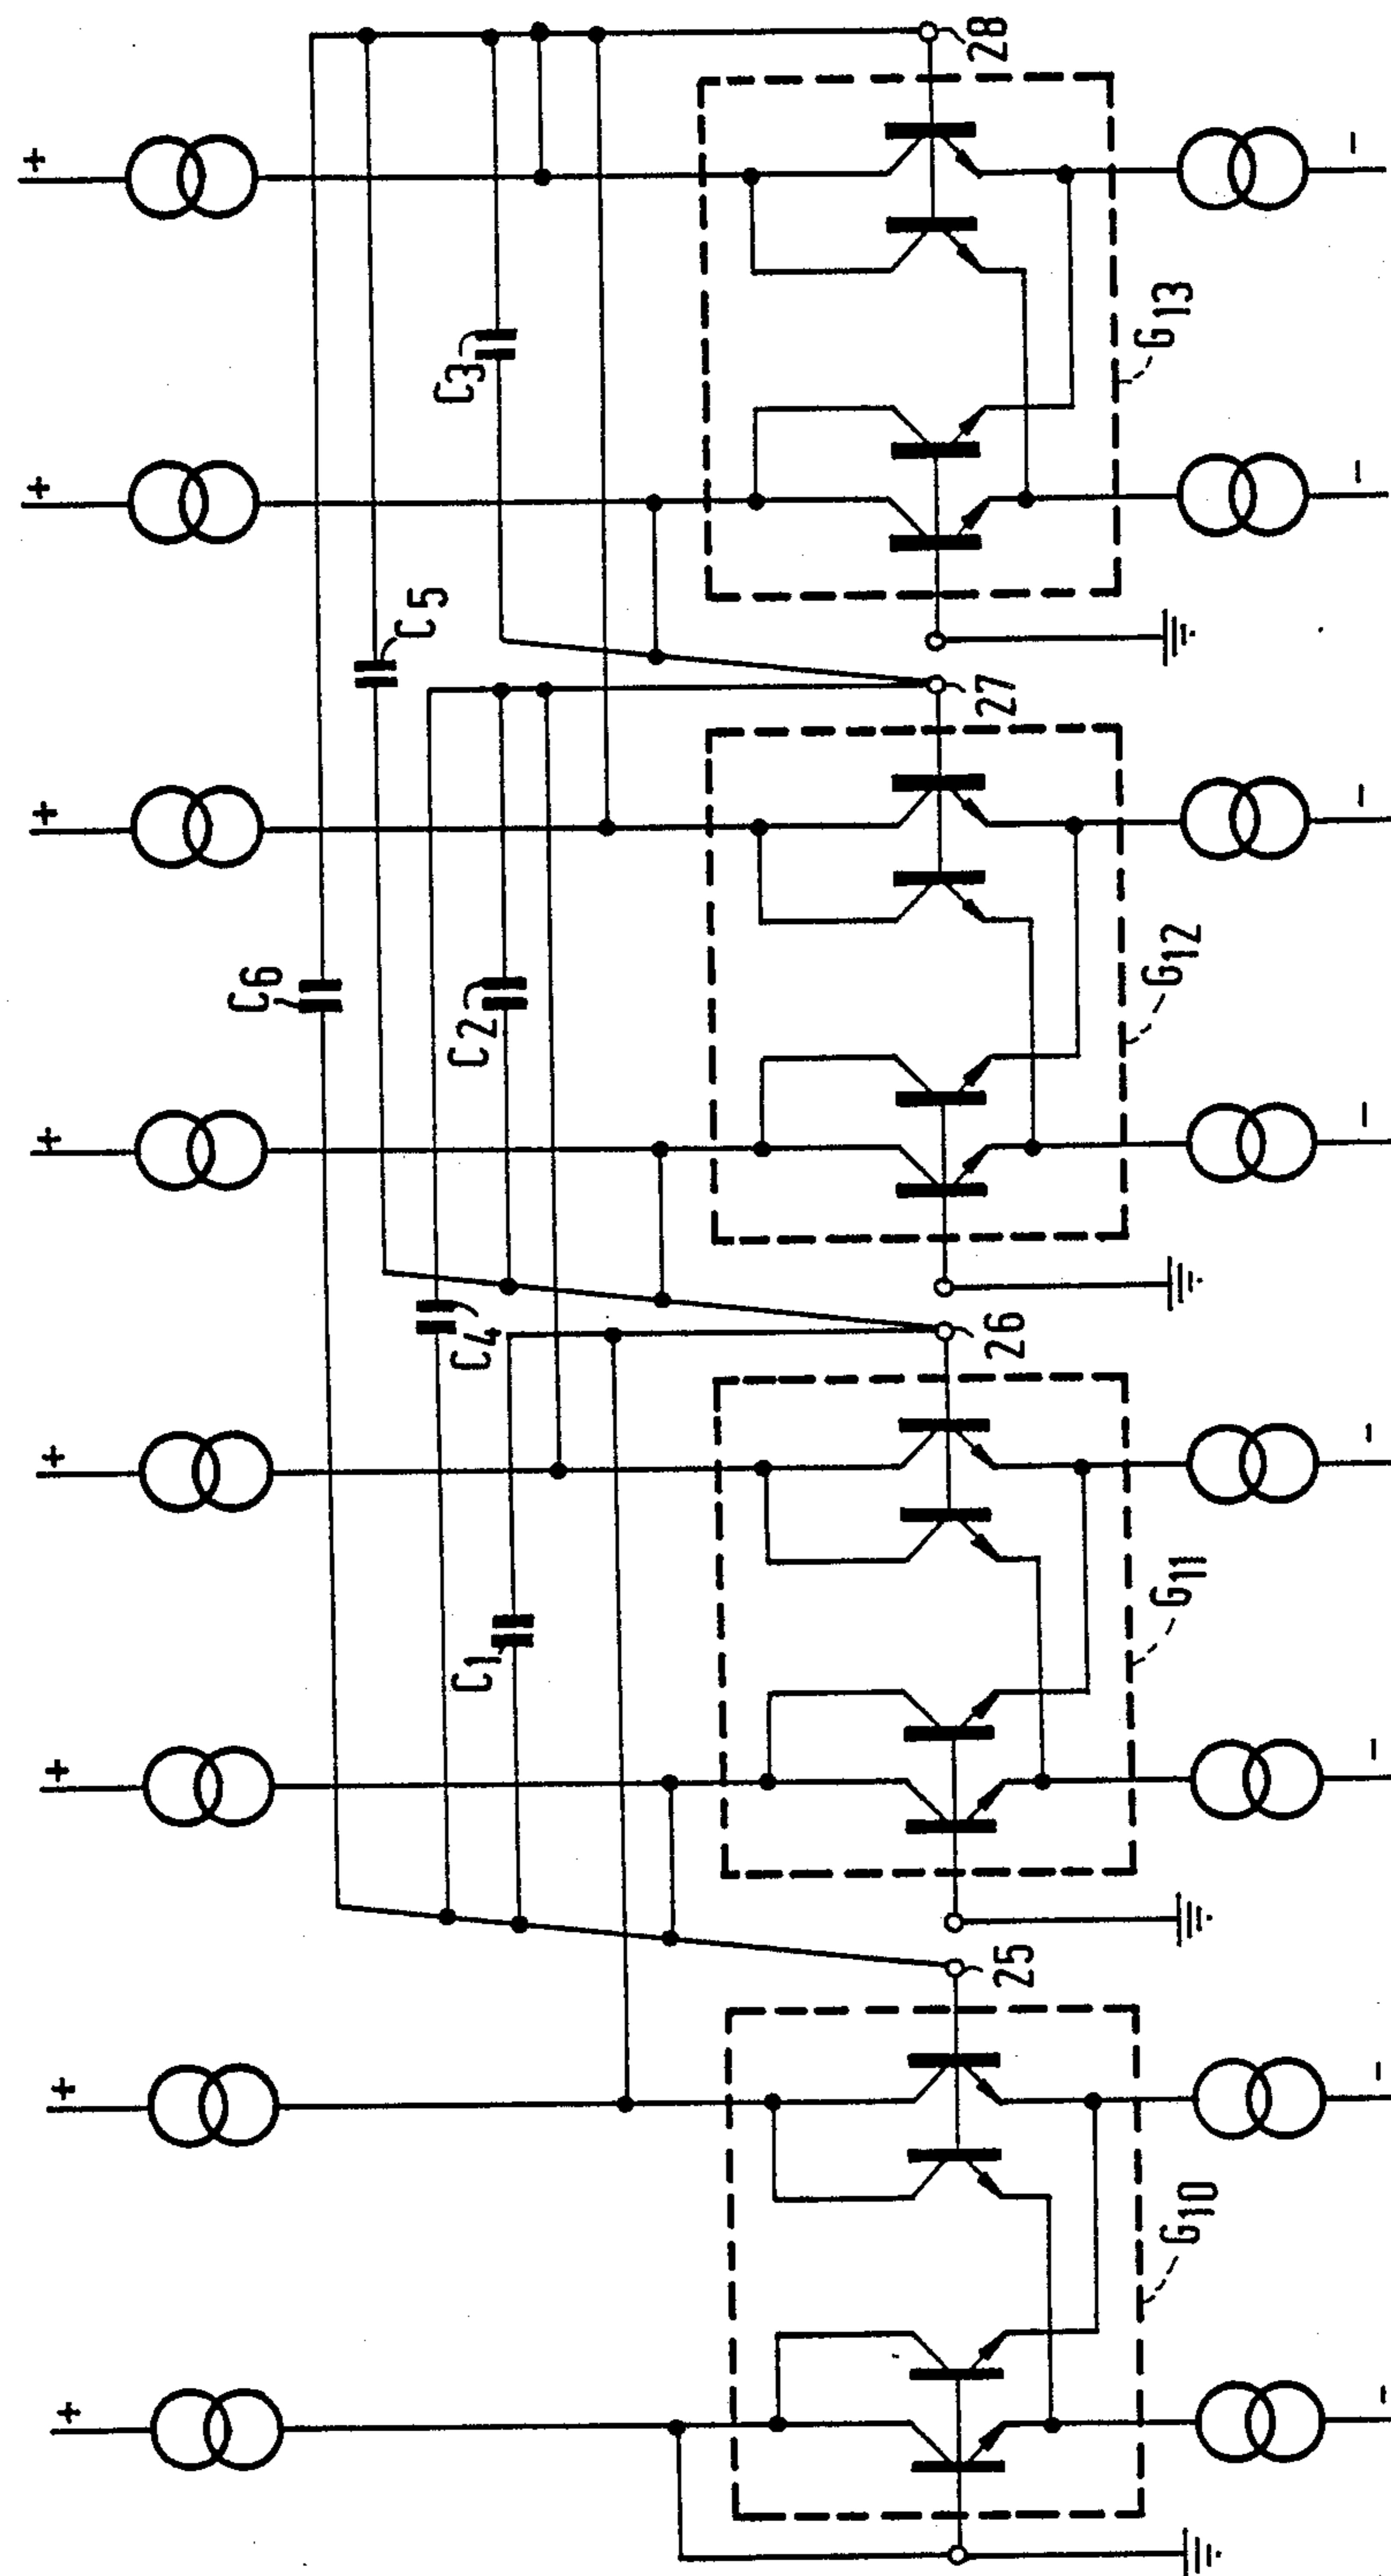 + + + + + + + +
C6
C5
C4
C1
C2
C3
25
26
27
28
G10
G11
G12
G13
− − − − − − − −